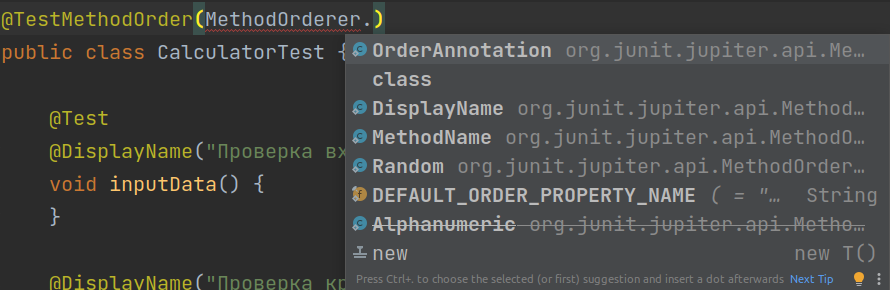 @TestMethodOrder(MethodOrderer.)
public class CalculatorTest {
OrderAnnotation org.junit.jupiter.api.Me…
class
@Test
DisplayName org.junit.jupiter.api.Method…
@DisplayName("Проверка вх
MethodName org.junit.jupiter.api.MethodO…
void inputData() {
Random org.junit.jupiter.api.MethodOrder…
}
DEFAULT_ORDER_PROPERTY_NAME ( = "… String
Alphanumeric org.junit.jupiter.api.Metho…
new new T()
@DisplayName("Проверка кр
Press Ctrl+. to choose the selected (or first) suggestion and insert a dot afterwards Next Tip